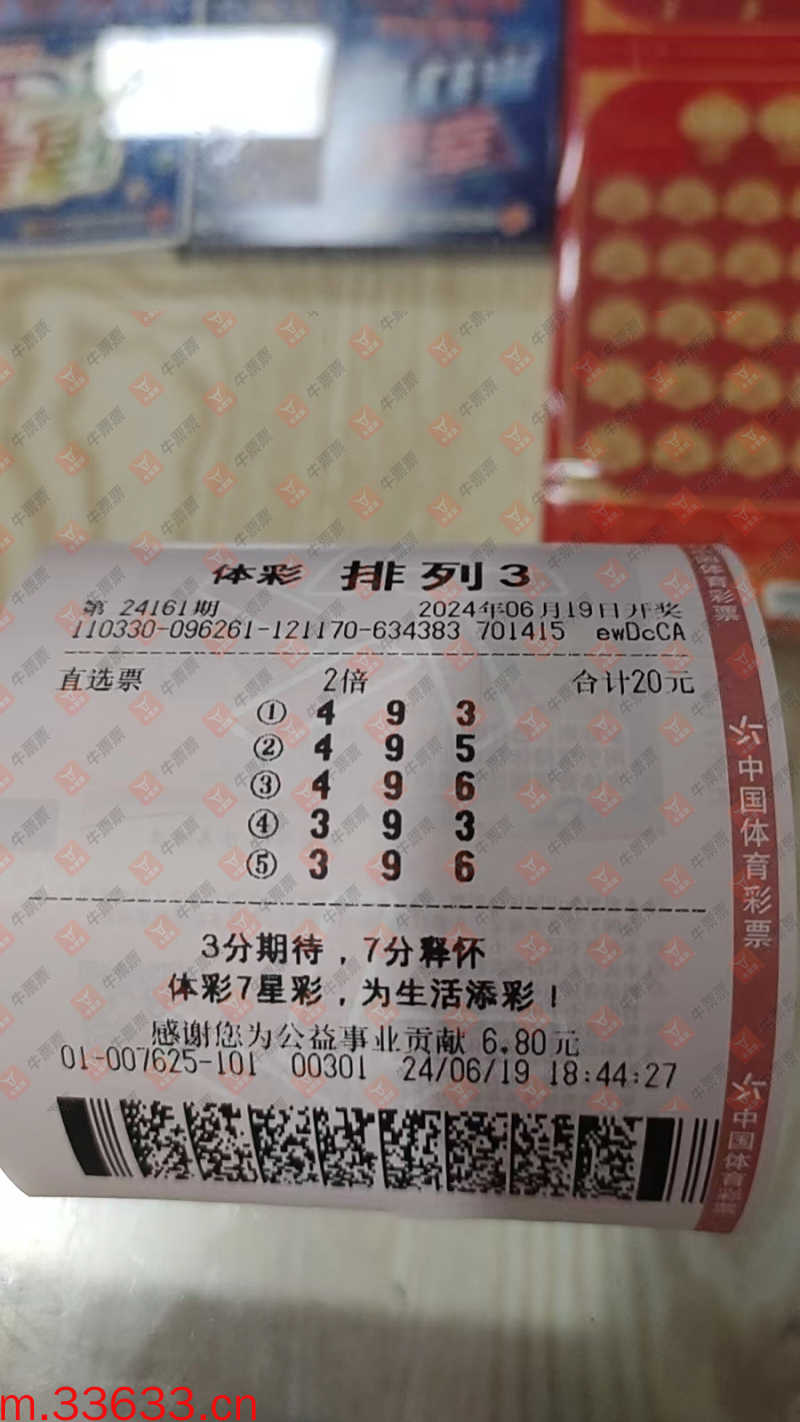 体彩 排列3
第 24161期 2024年06月19日开奖
110330-096261-121170-634383 701415 ewDcCA
直选票 2倍 合计20元
① 4 9 3
② 4 9 5
③ 4 9 6
④ 3 9 3
⑤ 3 9 6
3分期待，7分释怀
体彩7星彩，为生活添彩！
感谢您为公益事业贡献 6.80元
01-007625-101 00301 24/06/19 18:44:27
中国体育彩票
中国体育彩票
牛票票
m.33633.cn